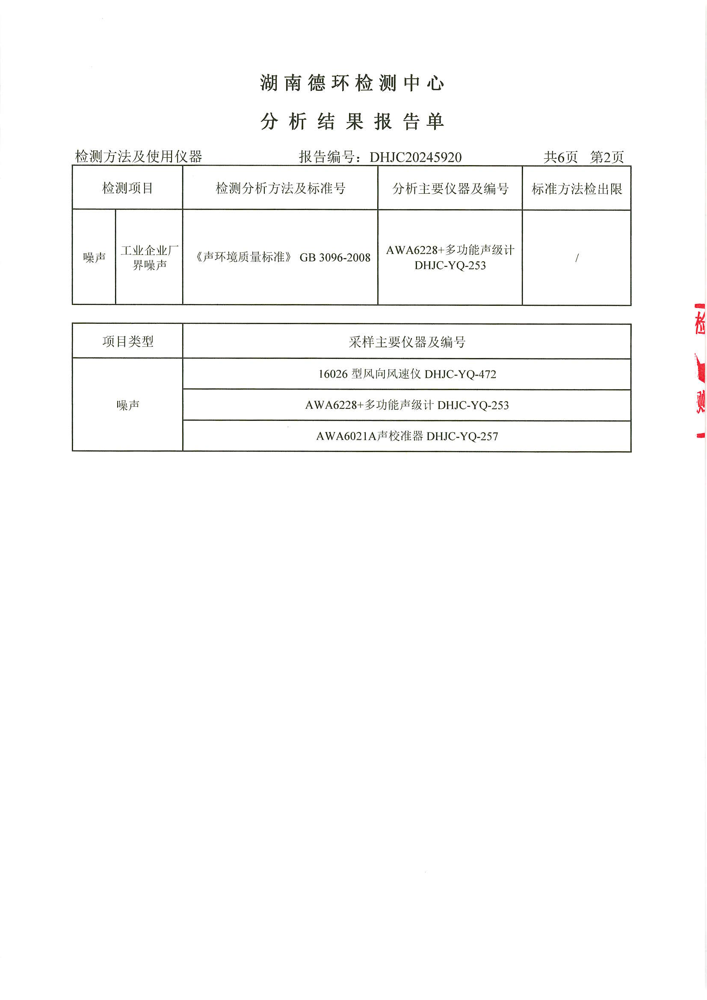 湖南德环检测中心
分析结果报告单
检测方法及使用仪器 报告编号：DHJC20245920 共6页 第2页
检测项目 检测分析方法及标准号 分析主要仪器及编号 标准方法检出限
噪声 工业企业厂 《声环境质量标准》 GB 3096-2008 AWA6228+多功能声级计 /
界噪声 DHJC-YQ-253
项目类型 采样主要仪器及编号
噪声 16026 型风向风速仪 DHJC-YQ-472
AWA6228+多功能声级计 DHJC-YQ-253
AWA6021A声校准器 DHJC-YQ-257
检
测